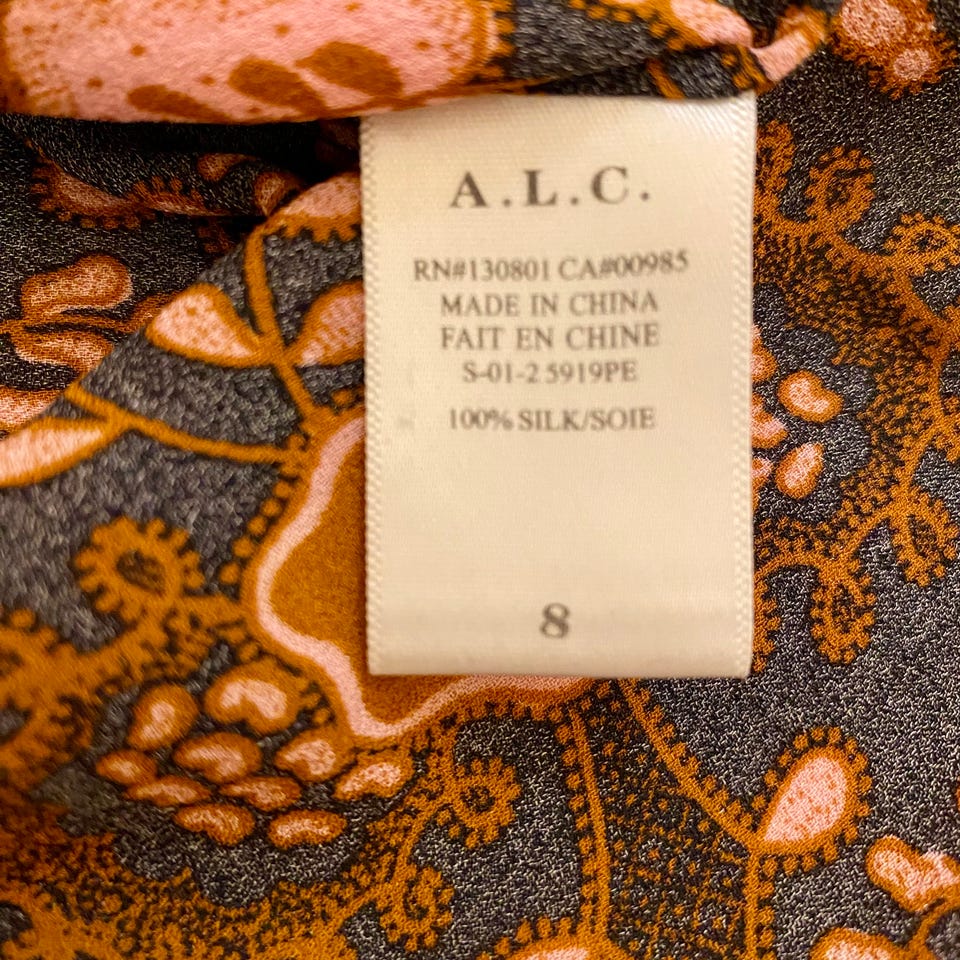 A.L.C.
RN#130801 CA#00985
MADE IN CHINA
FAIT EN CHINE
S-01-2 5919PE
100% SILK/SOIE
8